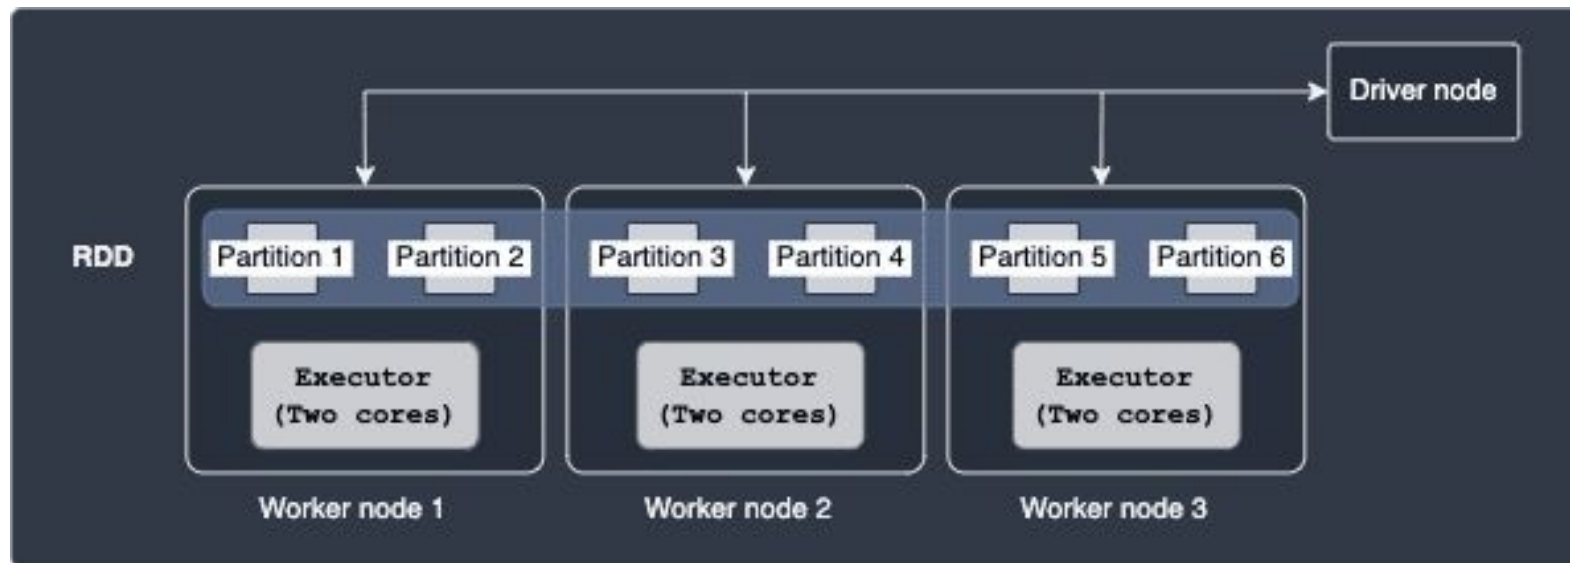 Driver node
RDD
Partition 1
Partition 2
Partition 3
Partition 4
Partition 5
Partition 6
Executor
(Two cores)
Executor
(Two cores)
Executor
(Two cores)
Worker node 1
Worker node 2
Worker node 3